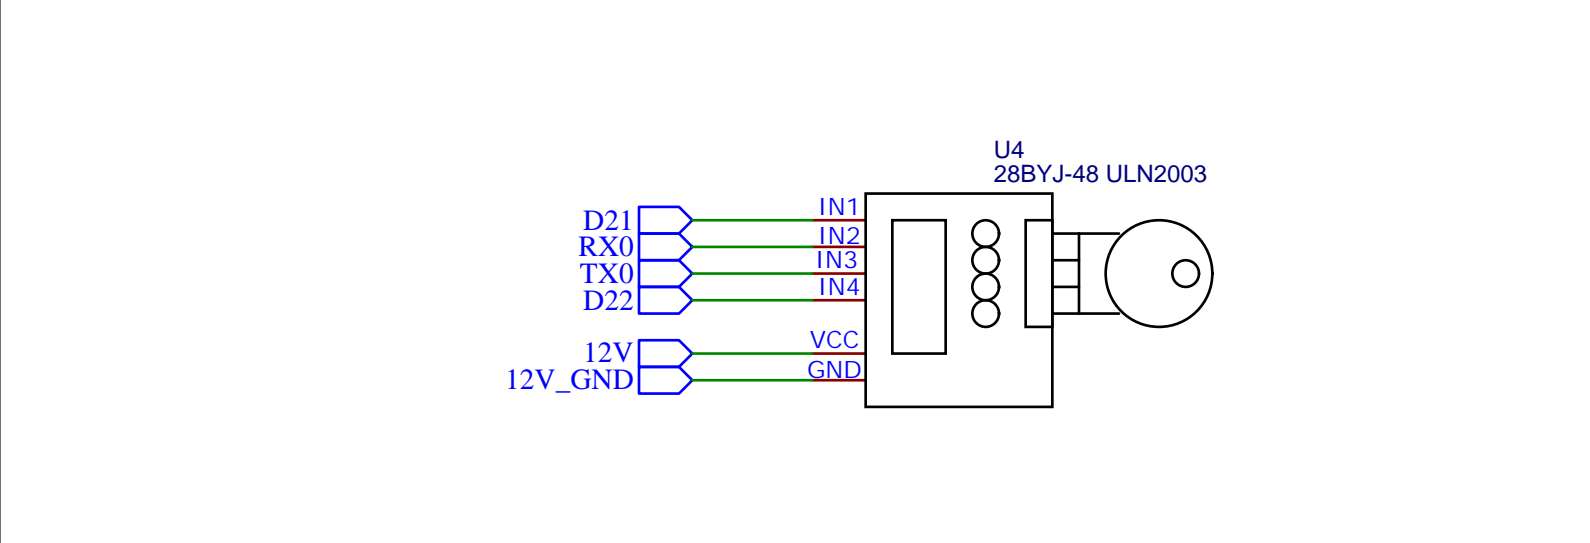 U4
28BYJ-48 ULN2003
D21 IN1
RX0 IN2
TX0 IN3
D22 IN4
12V VCC
12V_GND GND